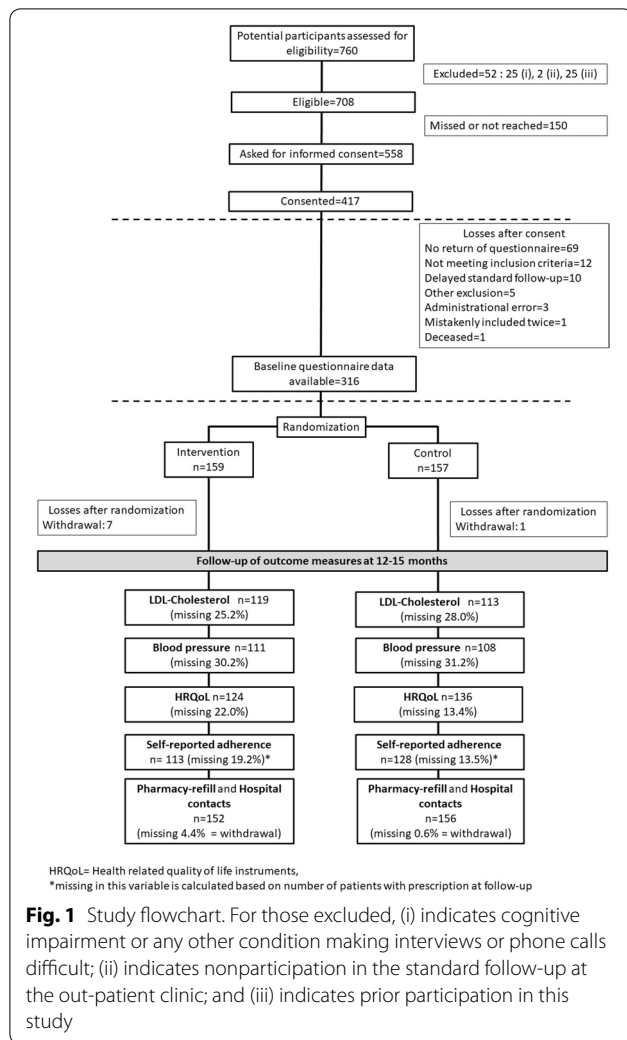 Potential participants assessed for
eligibility=760
Excluded=52 : 25 (i), 2 (ii), 25 (iii)
Eligible=708
Missed or not reached=150
Asked for informed consent=558
Consented=417
Losses after consent
No return of questionnaire=69
Not meeting inclusion criteria=12
Delayed standard follow-up=10
Other exclusion=5
Administrational error=3
Mistakenly included twice=1
Deceased=1
Baseline questionnaire data
available=316
Randomization
Intervention
n=159
Control
n=157
Losses after randomization
Withdrawal: 7
Losses after randomization
Withdrawal: 1
Follow-up of outcome measures at 12-15 months
LDL-Cholesterol n=119
(missing 25.2%)
Blood pressure n=111
(missing 30.2%)
HRQoL n=124
(missing 22.0%)
Self-reported adherence
n= 113 (missing 19.2%)*
Pharmacy-refill and Hospital
contacts
n=152
(missing 4.4% = withdrawal)
LDL-Cholesterol n=113
(missing 28.0%)
Blood pressure n=108
(missing 31.2%)
HRQoL n=136
(missing 13.4%)
Self-reported adherence
n=128 (missing 13.5%)*
Pharmacy-refill and Hospital
contacts
n=156
(missing 0.6% = withdrawal)
HRQoL= Health related quality of life instruments,
*missing in this variable is calculated based on number of patients with prescription at follow-up
Fig. 1 Study flowchart. For those excluded, (i) indicates cognitive
impairment or any other condition making interviews or phone calls
difficult; (ii) indicates nonparticipation in the standard follow-up at
the out-patient clinic; and (iii) indicates prior participation in this
study